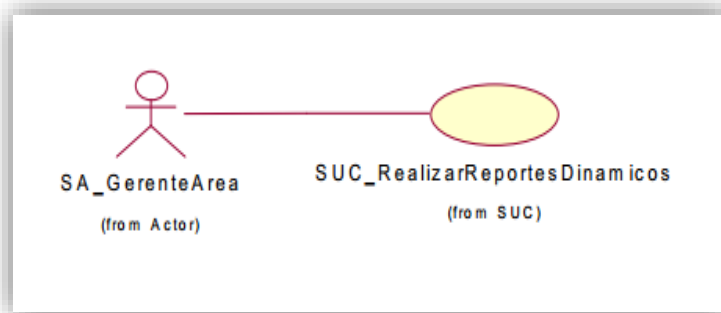 SA_GerenteArea
(from Actor)
SUC_RealizarReportesDinamicos
(from SUC)